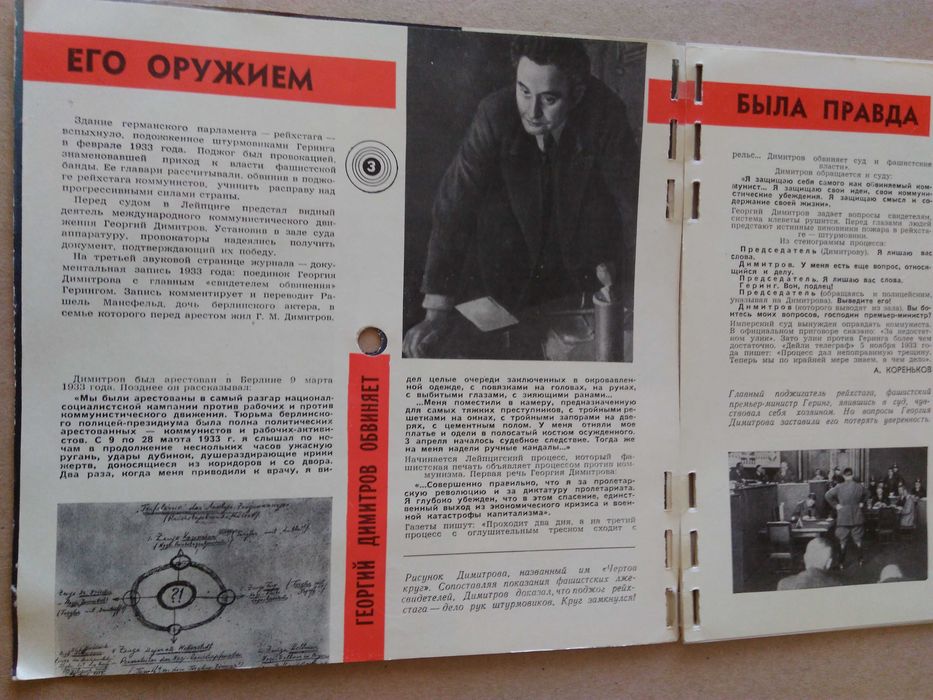 ЕГО ОРУЖИЕМ
Здание германского парламента — рейхстага —
вспыхнуло, подожженное штурмовиками Геринга
в феврале 1933 года. Поджог был провокацией,
знаменовавшей приход к власти фашистской
банды. Ее главари рассчитывали, обвинив в поджо-
ге рейхстага коммунистов, учинить расправу над
прогрессивными силами страны.
Перед судом в Лейпциге предстал видный
деятель международного коммунистического дви-
жения Георгий Димитров. Установив в зале суда
аппаратуру, провокаторы надеялись получить
документ, подтверждающий их победу.
На третьей звуковой странице журнала — доку-
ментальная запись 1933 года: поединок Георгия
Димитрова с главным «свидетелем обвинения»
Герингом. Запись комментирует и переводит Ра-
шель Мансфельд, дочь берлинского актера, в
семье которого перед арестом жил Г. М. Димитров.
3
Димитров был арестован в Берлине 9 марта
1933 года. Позднее он рассказывал:
«Мы были арестованы в самый разгар национал-
социалистской кампании против рабочих и против
коммунистического движения. Тюрьма берлинско-
го полицей-президиума была полна политических
арестованных — коммунистов и рабочих-активи-
стов. С 9 по 28 марта 1933 г. я слышал по но-
чам в продолжение нескольких часов ужасную
ругань, удары дубиной, душераздирающие крики
жертв, доносящиеся из коридоров и со двора.
Два раза, когда меня приводили к врачу, я ви-
?!
ГЕОРГИЙ ДИМИТРОВ ОБВИНЯЕТ
дел целые очереди заключенных в окровавлен-
ной одежде, с повязками на головах, на руках,
с выбитыми глазами, с зияющими ранами...
...Меня поместили в камеру, предназначенную
для самых тяжких преступников, с тройными ре-
шетками на окнах, с тройными запорами на две-
рях, с цементным полом. У меня отняли мое
платье и одели в полосатый костюм осужденного.
3 апреля началось судебное следствие. Тогда же
на меня надели ручные кандалы...»
Начинается Лейпцигский процесс, который фа-
шистская печать объявляет процессом против ком-
мунизма. Первая речь Георгия Димитрова:
«...Совершенно правильно, что я за пролетар-
скую революцию и за диктатуру пролетариата.
Я глубоко убежден, что в этом спасение, единст-
венный выход из экономического кризиса и воен-
ной катастрофы капитализма».
Газеты пишут: «Проходит два дня, а на третий
процесс с оглушительным треском сходит с
Рисунок Димитрова, названный им «Чертов
круг». Сопоставляя показания фашистских лже-
свидетелей, Димитров доказал, что поджог рейх-
стага — дело рук штурмовиков. Круг замкнулся!
БЫЛА ПРАВДА
рельс... Димитров обвиняет суд и фашистские
власти».
Димитров обращается к суду:
«Я защищаю себя самого как обвиняемый ком-
мунист... Я защищаю свои идеи, свои коммуни-
стические убеждения. Я защищаю смысл и со-
держание своей жизни».
Георгий Димитров задает вопросы свидетелям,
система клеветы рушится. Перед глазами людей
предстают истинные виновники пожара в рейхста-
ге — штурмовики.
Из стенограммы процесса:
Председатель (Димитрову). Я лишаю вас
слова.
Димитров. У меня есть еще вопрос, относя-
щийся к делу.
Председатель. Я лишаю вас слова.
Геринг. Вон, подлец!
Председатель (обращаясь к полицейским,
указывая на Димитрова). Выведите его!
Димитров (которого выводят из зала). Вы бо-
итесь моих вопросов, господин премьер-министр?
Имперский суд вынужден оправдать коммуниста.
В официальном приговоре сказано: «За недостат-
ком улик». Зато улик против Геринга более чем
достаточно. «Дейли телеграф» 5 ноября 1933 го-
да пишет: «Процесс дал непоправимую трещину.
Теперь мы по крайней мере знаем, в чем дело».
А. КОРЕНЬКОВ
Главный поджигатель рейхстага, фашистский
премьер-министр Геринг, явившись в суд, чув-
ствовал себя хозяином. Но вопросы Георгия
Димитрова заставили его потерять уверенность.